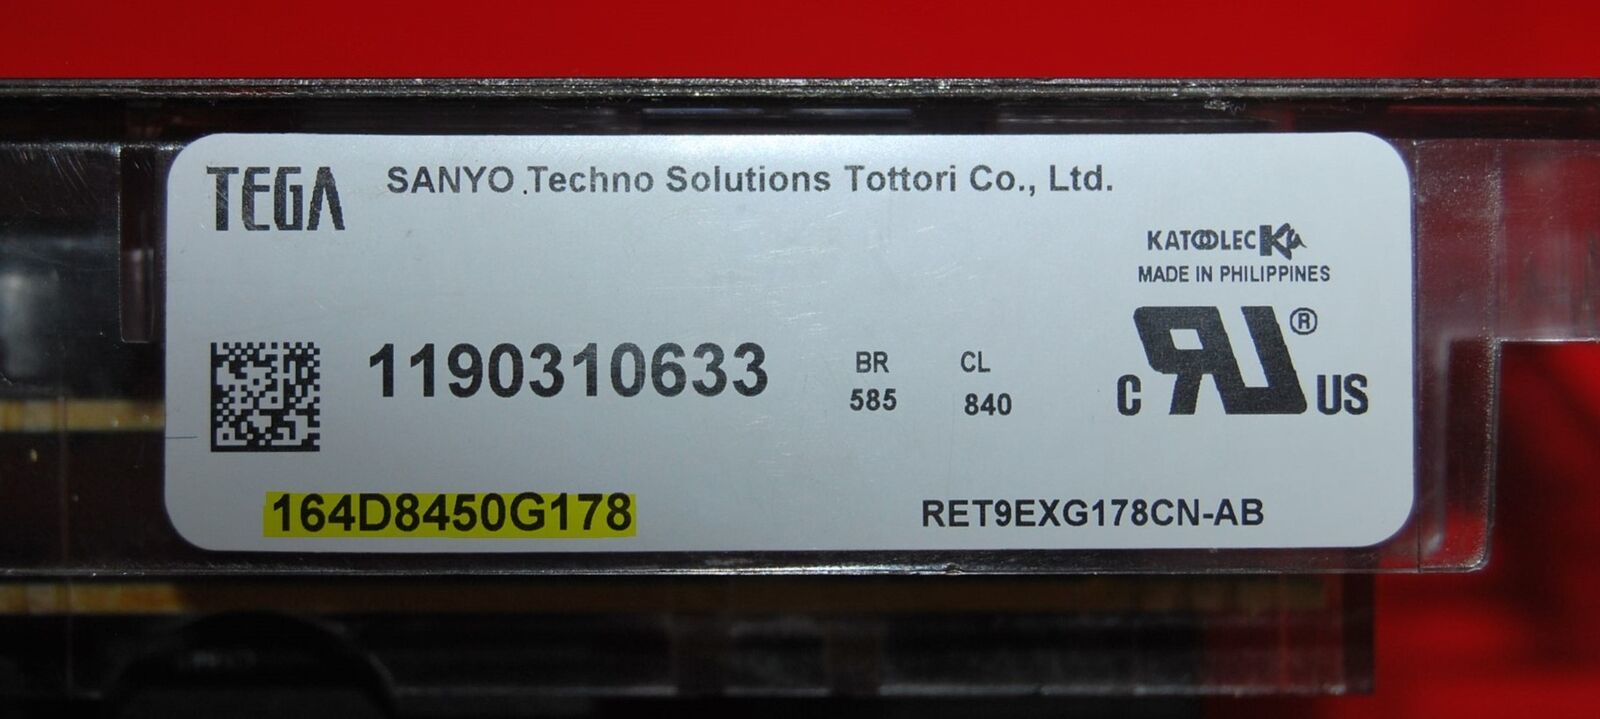 TEGA SANYO Techno Solutions Tottori Co., Ltd.
KATOLEC
MADE IN PHILIPPINES
1190310633
BR
585
CL
840
C US ®
164D8450G178
RET9EXG178CN-AB